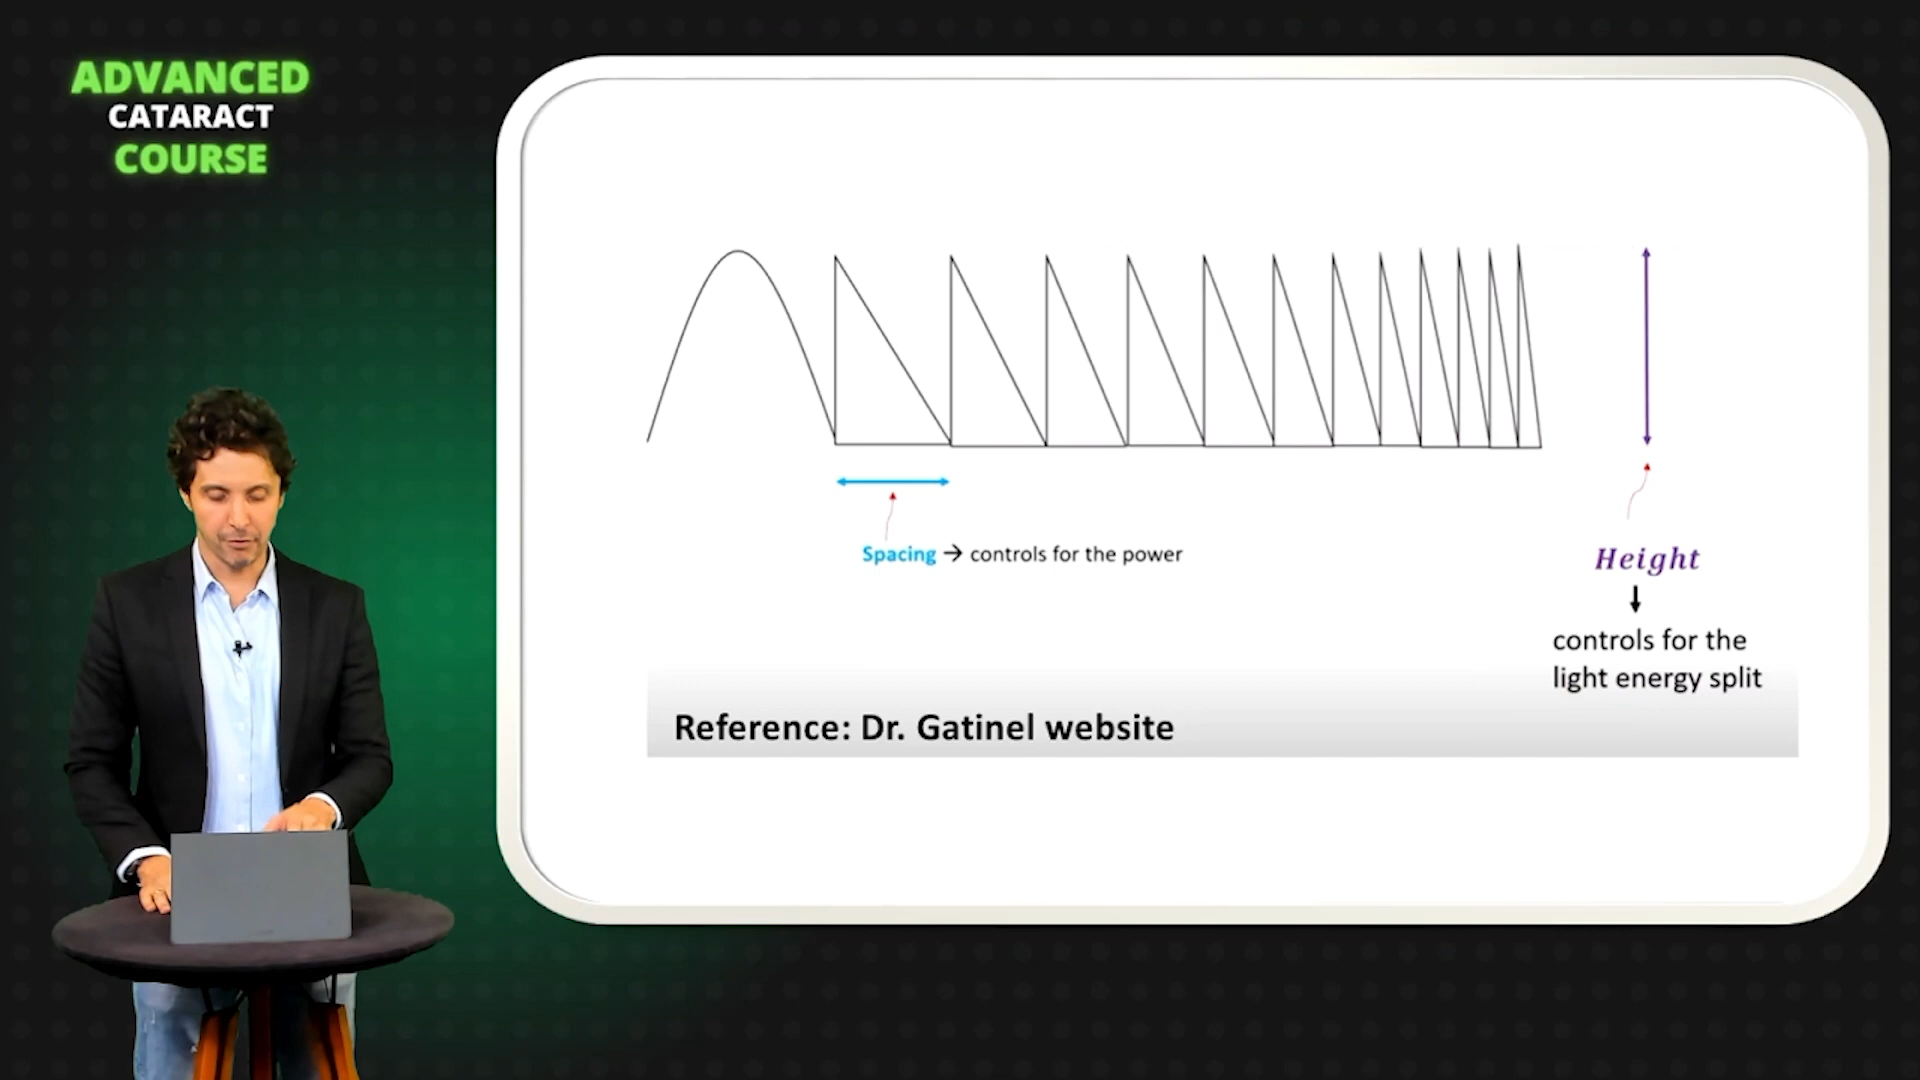 ADVANCED
CATARACT
COURSE
Spacing → controls for the power
Height
↓
controls for the
light energy split
Reference: Dr. Gatinel website